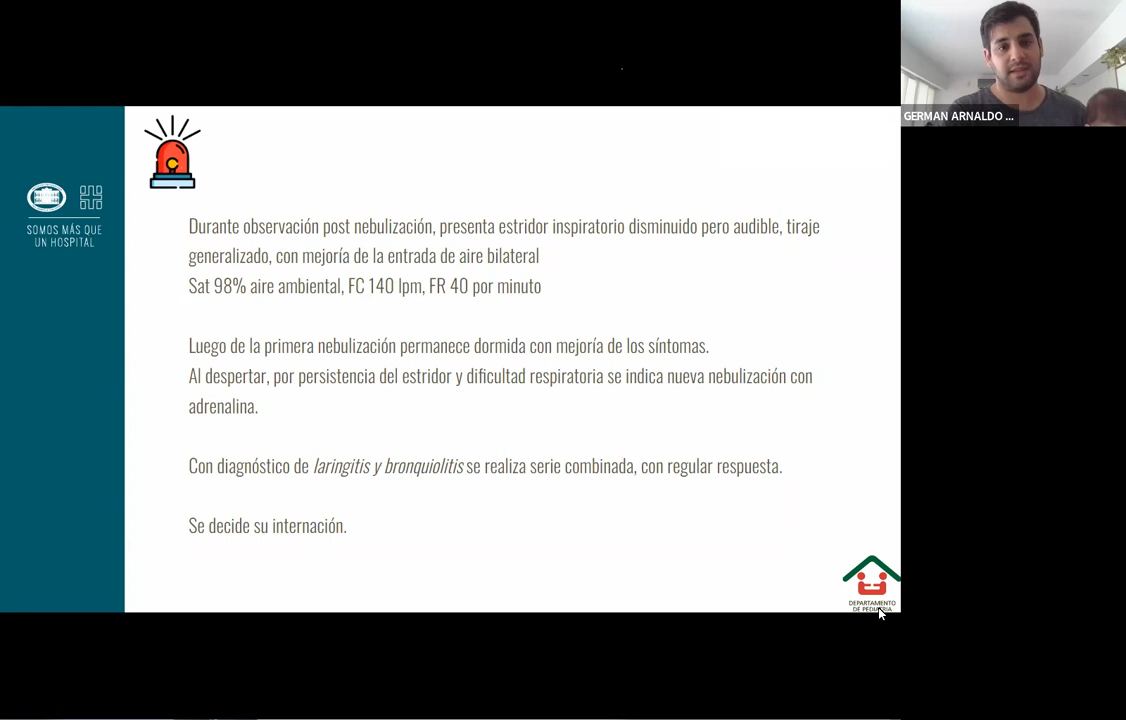 GERMAN ARNALDO ...
SOMOS MÁS QUE
UN HOSPITAL
Durante observación post nebulización, presenta estridor inspiratorio disminuido pero audible, tiraje
generalizado, con mejoría de la entrada de aire bilateral
Sat 98% aire ambiental, FC 140 lpm, FR 40 por minuto
Luego de la primera nebulización permanece dormida con mejoría de los síntomas.
Al despertar, por persistencia del estridor y dificultad respiratoria se indica nueva nebulización con
adrenalina.
Con diagnóstico de laringitis y bronquiolitis se realiza serie combinada, con regular respuesta.
Se decide su internación.
DEPARTAMENTO
DE PEDIATRIA